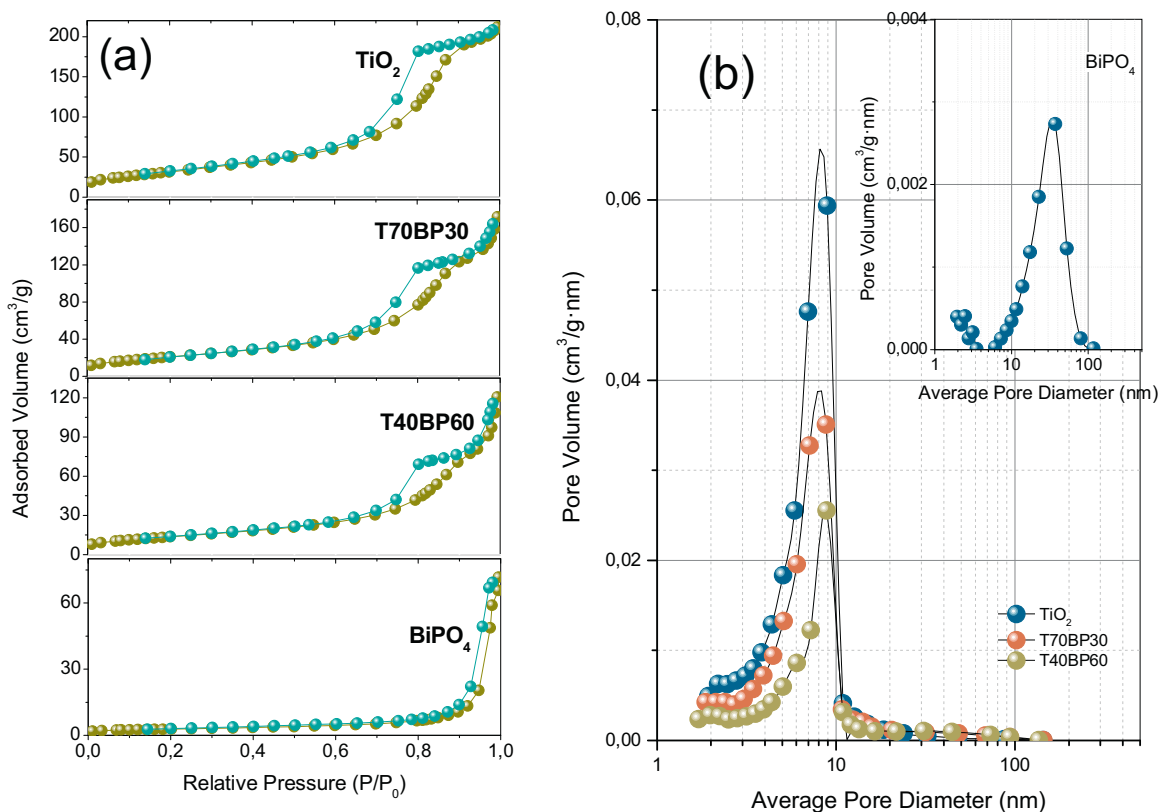 (a)
TiO2
200
150
100
50
0
T70BP30
160
120
80
40
0
T40BP60
120
90
60
30
0
BiPO4
60
30
0
0,0 0,2 0,4 0,6 0,8 1,0
Adsorbed Volume (cm3/g)
Relative Pressure (P/P0)
(b)
0,08
0,06
0,04
0,02
0,00
1 10 100
Pore Volume (cm3/g·nm)
Average Pore Diameter (nm)
TiO2
T70BP30
T40BP60
BiPO4
0,004
0,002
0,000
1 10 100
Pore Volume (cm3/g·nm)
Average Pore Diameter (nm)